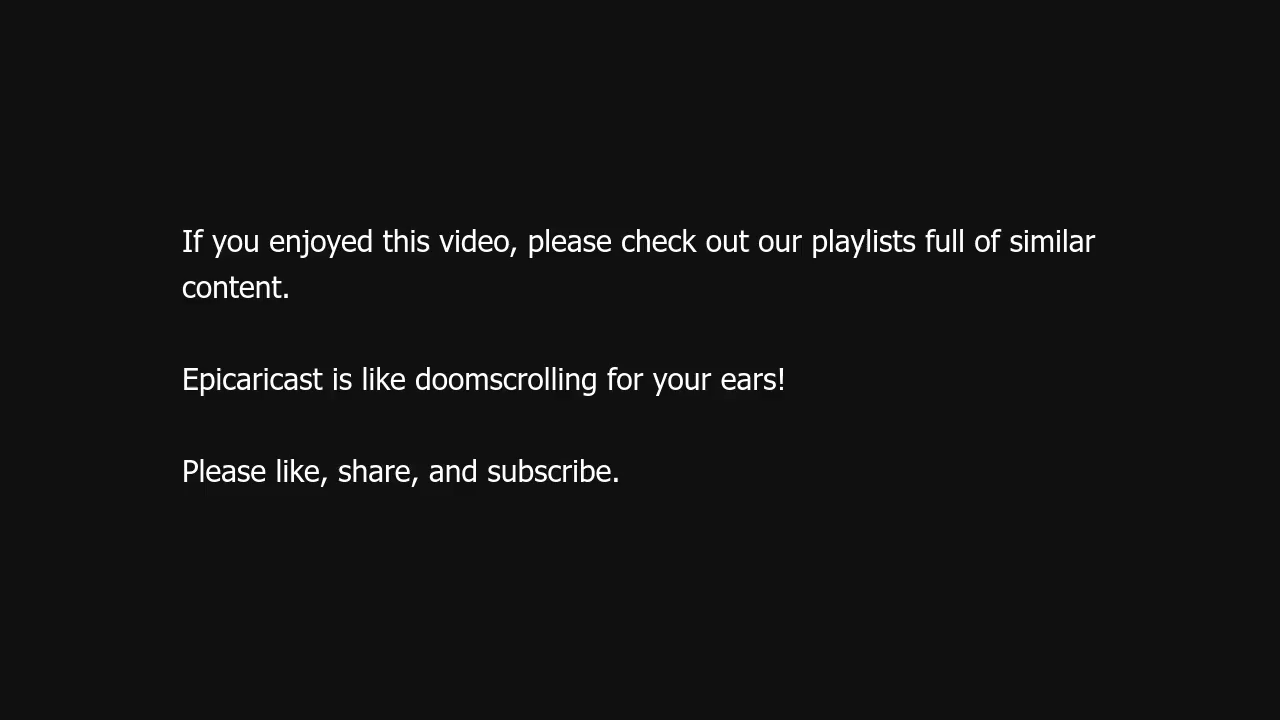 If you enjoyed this video, please check out our playlists full of similar
content.
Epicaricast is like doomscrolling for your ears!
Please like, share, and subscribe.